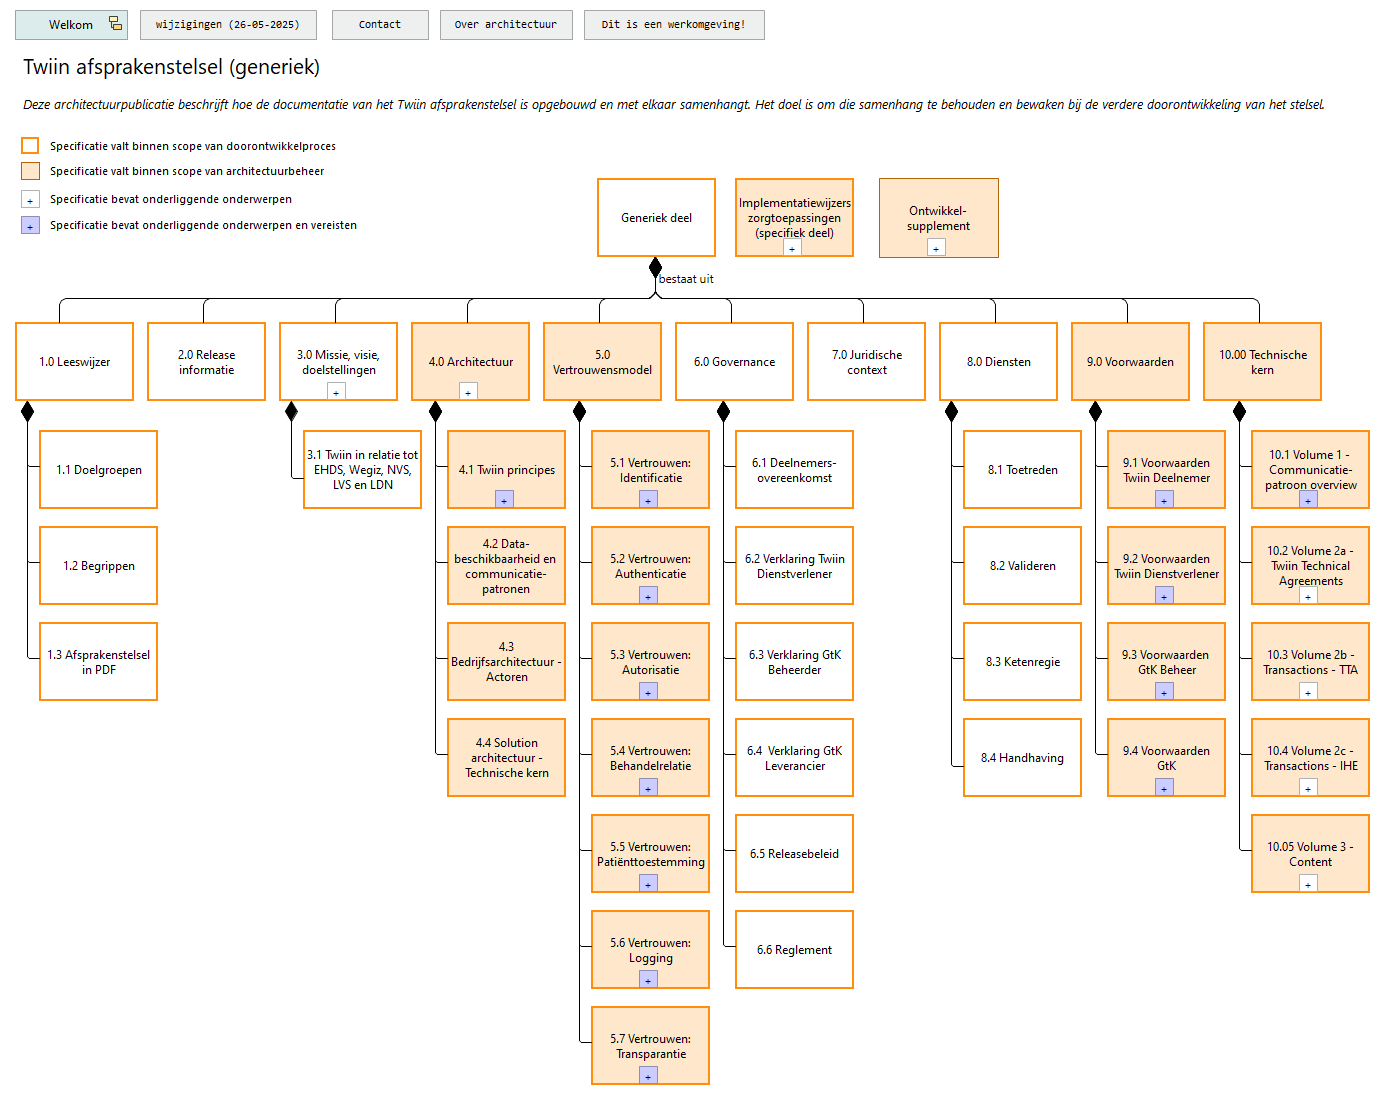 Welkom
wijzigingen (26-05-2025)
Contact
Over architectuur
Dit is een werkomgeving!
Twiin afsprakenstelsel (generiek)
Deze architectuurpublicatie beschrijft hoe de documentatie van het Twiin afsprakenstelsel is opgebouwd en met elkaar samenhangt. Het doel is om die samenhang te behouden en bewaken bij de verdere doorontwikkeling van het stelsel.
Specificatie valt binnen scope van doorontwikkelproces
Specificatie valt binnen scope van architectuurbeheer
+ Specificatie bevat onderliggende onderwerpen
+ Specificatie bevat onderliggende onderwerpen en vereisten
Generiek deel
Implementatiewijzers
zorgtoepassingen
(specifiek deel)
+
Ontwikkel-
supplement
+
bestaat uit
1.0 Leeswijzer
2.0 Release
informatie
3.0 Missie, visie,
doelstellingen
+
4.0 Architectuur
+
5.0
Vertrouwensmodel
6.0 Governance
7.0 Juridische
context
8.0 Diensten
9.0 Voorwaarden
10.00 Technische
kern
1.1 Doelgroepen
1.2 Begrippen
1.3 Afsprakenstelsel
in PDF
3.1 Twiin in relatie tot
EHDS, Wegiz, NVS,
LVS en LDN
4.1 Twiin principes
+
4.2 Data-
beschikbaarheid en
communicatie-
patronen
4.3
Bedrijfsarchitectuur -
Actoren
4.4 Solution
architectuur -
Technische kern
5.1 Vertrouwen:
Identificatie
+
5.2 Vertrouwen:
Authenticatie
+
5.3 Vertrouwen:
Autorisatie
+
5.4 Vertrouwen:
Behandelrelatie
+
5.5 Vertrouwen:
Patiënttoestemming
+
5.6 Vertrouwen:
Logging
+
5.7 Vertrouwen:
Transparantie
+
6.1 Deelnemers-
overeenkomst
6.2 Verklaring Twiin
Dienstverlener
6.3 Verklaring GtK
Beheerder
6.4 Verklaring GtK
Leverancier
6.5 Releasebeleid
6.6 Reglement
8.1 Toetreden
8.2 Valideren
8.3 Ketenregie
8.4 Handhaving
9.1 Voorwaarden
Twiin Deelnemer
+
9.2 Voorwaarden
Twiin Dienstverlener
+
9.3 Voorwaarden
GtK Beheer
+
9.4 Voorwaarden
GtK
+
10.1 Volume 1 -
Communicatie-
patroon overview
+
10.2 Volume 2a -
Twiin Technical
Agreements
+
10.3 Volume 2b -
Transactions - TTA
+
10.4 Volume 2c -
Transactions - IHE
+
10.05 Volume 3 -
Content
+